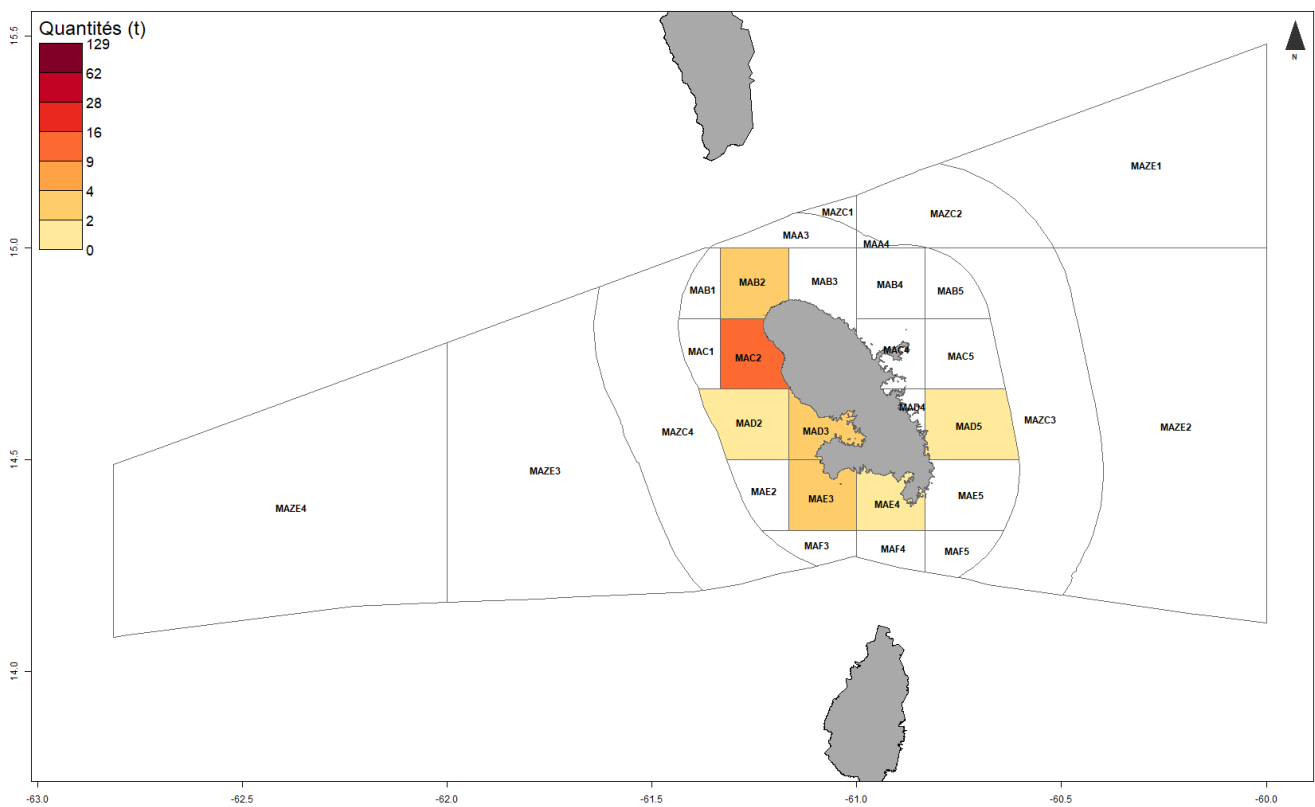 Quantités (t)
129
62
28
16
9
4
2
0
N
15.5
15.0
14.5
14.0
MAZE1
MAZC1
MAZC2
MAA3
MAA4
MAB1
MAB2
MAB3
MAB4
MAB5
MAC1
MAC2
MAC4
MAC5
MAD2
MAD3
MAD4
MAD5
MAZC3
MAZC4
MAZE2
MAZE3
MAZE4
MAE2
MAE3
MAE4
MAE5
MAF3
MAF4
MAF5
-63.0
-62.5
-62.0
-61.5
-61.0
-60.5
-60.0